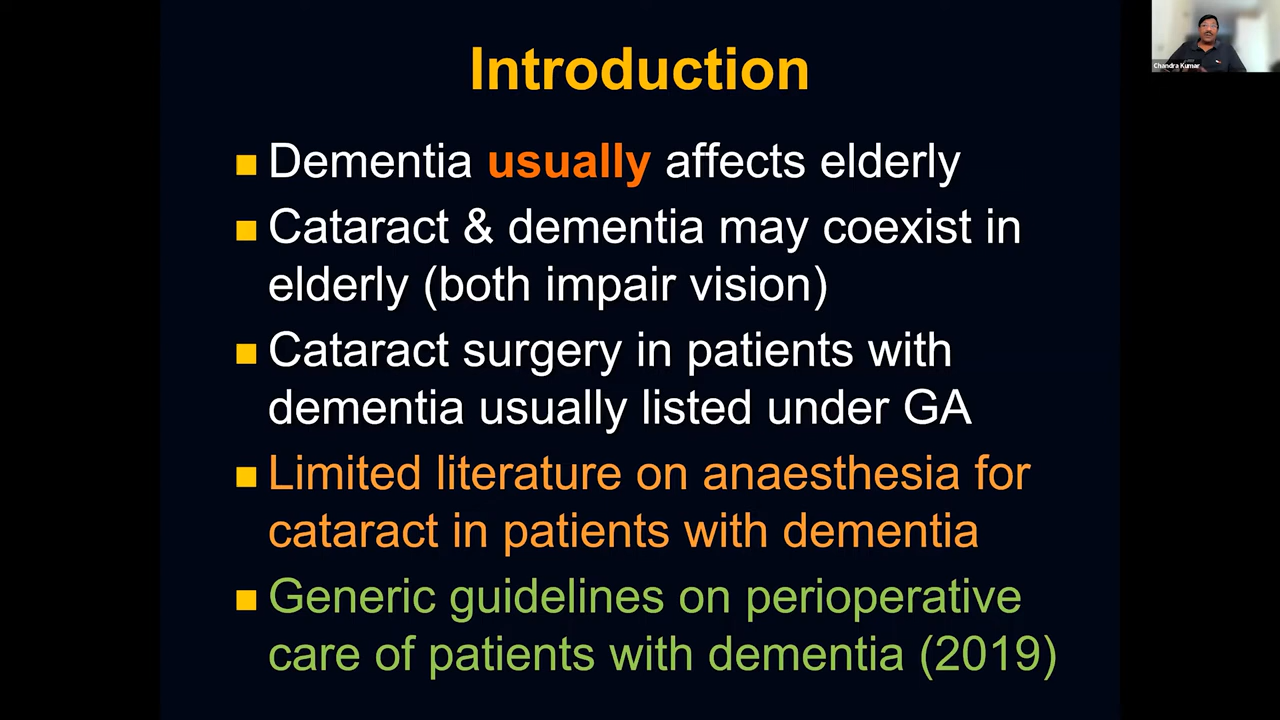 Introduction
Dementia usually affects elderly
Cataract & dementia may coexist in
elderly (both impair vision)
Cataract surgery in patients with
dementia usually listed under GA
Limited literature on anaesthesia for
cataract in patients with dementia
Generic guidelines on perioperative
care of patients with dementia (2019)
Chandra Kumar